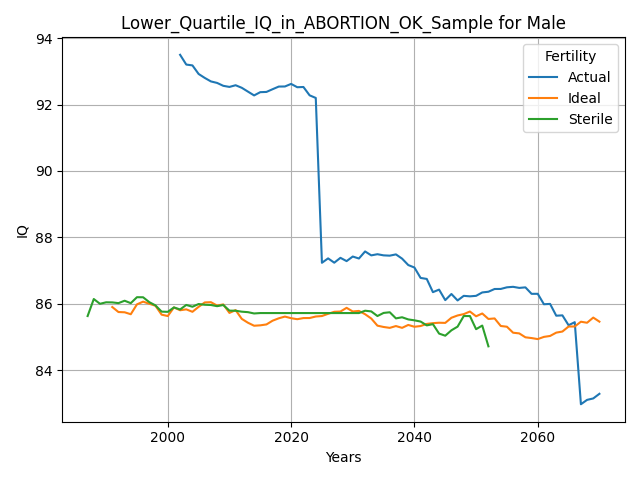 Lower_Quartile_IQ_in_ABORTION_OK_Sample for Male
94
92
90
88
86
84
IQ
Fertility
Actual
Ideal
Sterile
2000
2020
2040
2060
Years